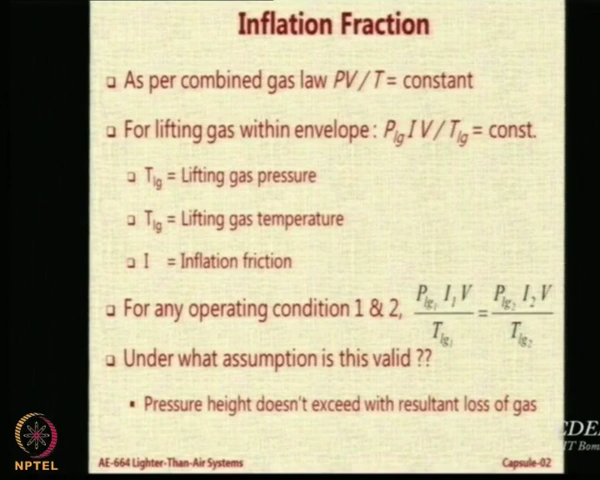 Inflation Fraction
As per combined gas law PV/T = constant
For lifting gas within envelope : P_lg I V / T_lg = const.
T_lg = Lifting gas pressure
T_lg = Lifting gas temperature
I = Inflation friction
For any operating condition 1 & 2, P_lg1 I_1 V / T_lg1 = P_lg2 I_2 V / T_lg2
Under what assumption is this valid ??
Pressure height doesn't exceed with resultant loss of gas
NPTEL
AE-664 Lighter-Than-Air Systems
Capsule-02